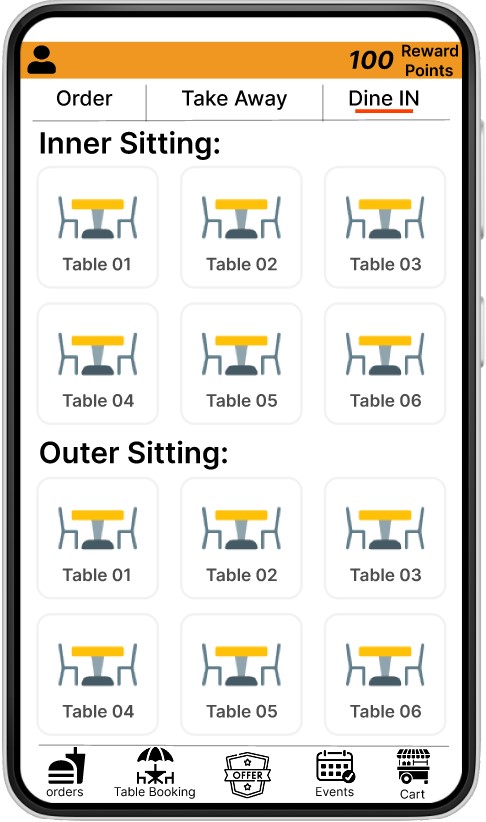 100 Reward
Points
Order Take Away Dine IN
Inner Sitting:
Table 01 Table 02 Table 03
Table 04 Table 05 Table 06
Outer Sitting:
Table 01 Table 02 Table 03
Table 04 Table 05 Table 06
OFFER
orders Table Booking Events Cart